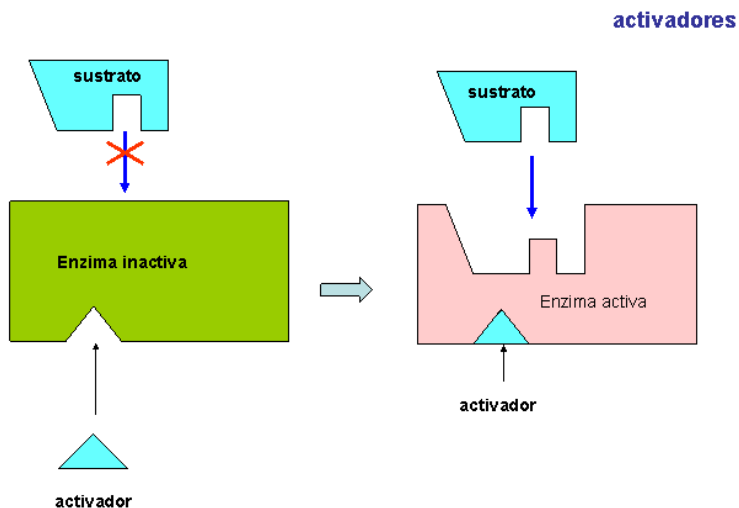 activadores
sustrato
sustrato
Enzima inactiva
Enzima activa
activador
activador